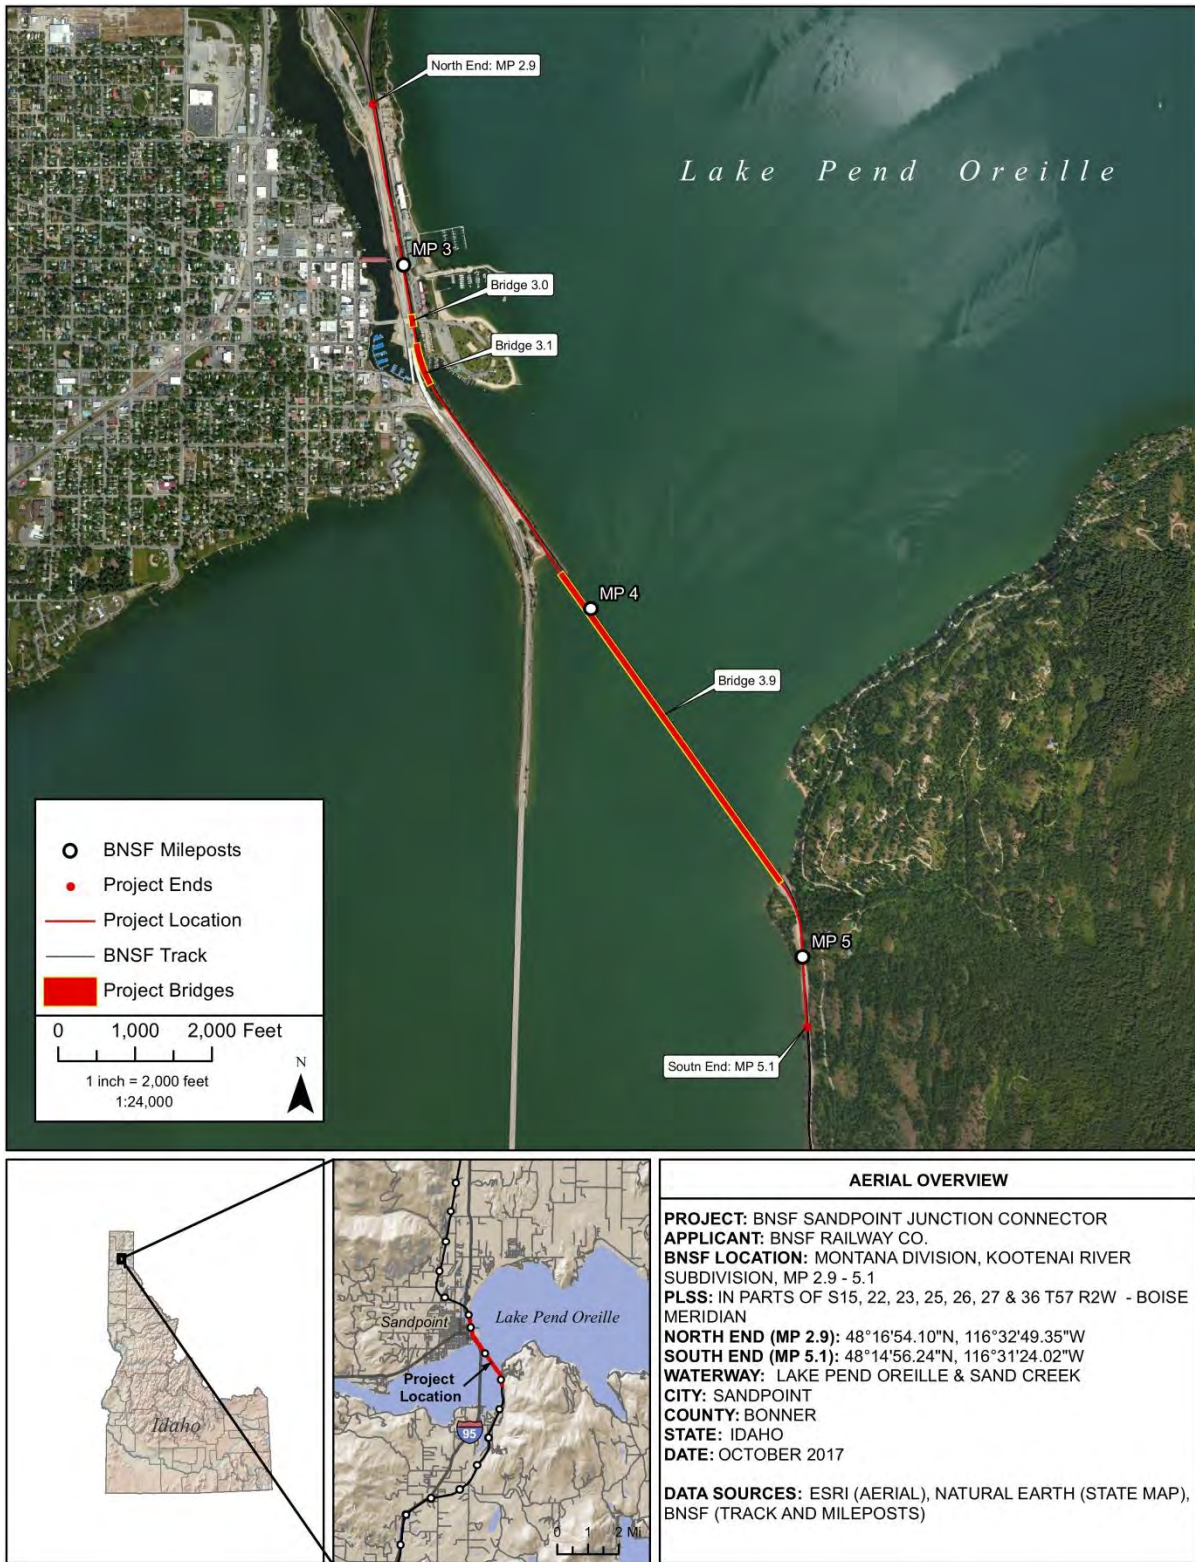 North End: MP 2.9
Lake Pend Oreille
MP 3
Bridge 3.0
Bridge 3.1
MP 4
Bridge 3.9
MP 5
Soutn End: MP 5.1
BNSF Mileposts
Project Ends
Project Location
BNSF Track
Project Bridges
0 1,000 2,000 Feet
1 inch = 2,000 feet
1:24,000
N
Idaho
Sandpoint
Lake Pend Oreille
Project
Location
95
0 1 2 Mi
AERIAL OVERVIEW
PROJECT: BNSF SANDPOINT JUNCTION CONNECTOR
APPLICANT: BNSF RAILWAY CO.
BNSF LOCATION: MONTANA DIVISION, KOOTENAI RIVER
SUBDIVISION, MP 2.9 - 5.1
PLSS: IN PARTS OF S15, 22, 23, 25, 26, 27 & 36 T57 R2W - BOISE
MERIDIAN
NORTH END (MP 2.9): 48°16'54.10"N, 116°32'49.35"W
SOUTH END (MP 5.1): 48°14'56.24"N, 116°31'24.02"W
WATERWAY: LAKE PEND OREILLE & SAND CREEK
CITY: SANDPOINT
COUNTY: BONNER
STATE: IDAHO
DATE: OCTOBER 2017
DATA SOURCES: ESRI (AERIAL), NATURAL EARTH (STATE MAP),
BNSF (TRACK AND MILEPOSTS)